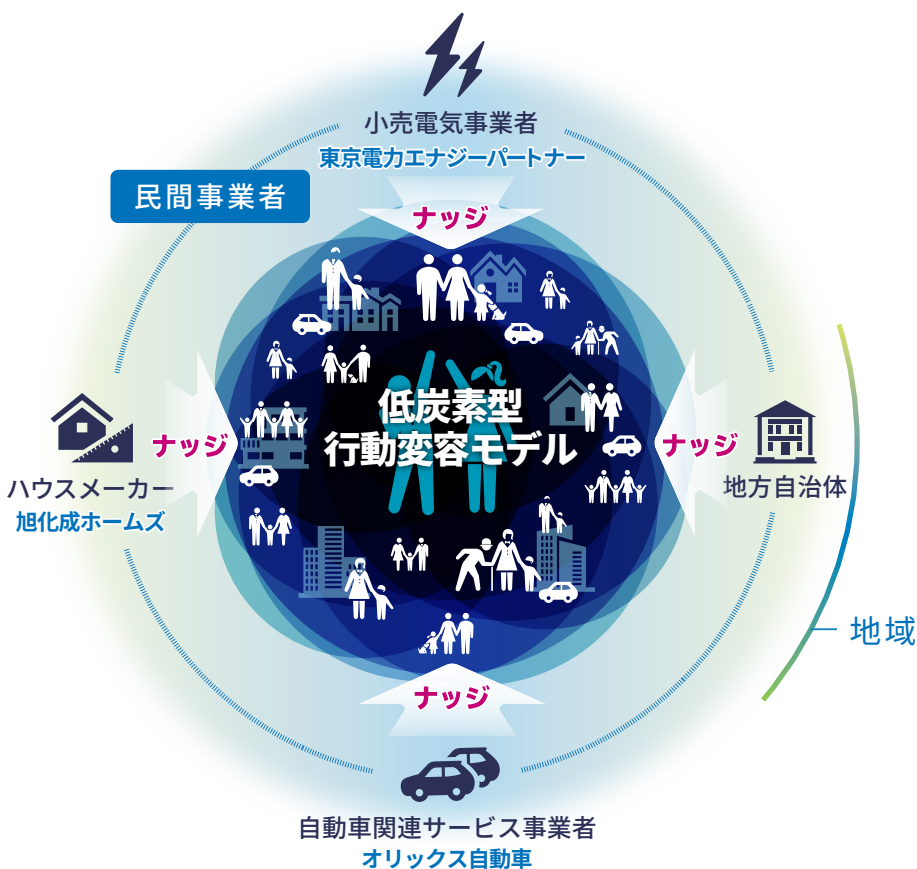 小売電気事業者
東京電力エナジーパートナー
民間事業者
ナッジ
低炭素型
行動変容モデル
ナッジ
ハウスメーカー
旭化成ホームズ
ナッジ
地方自治体
地域
ナッジ
自動車関連サービス事業者
オリックス自動車